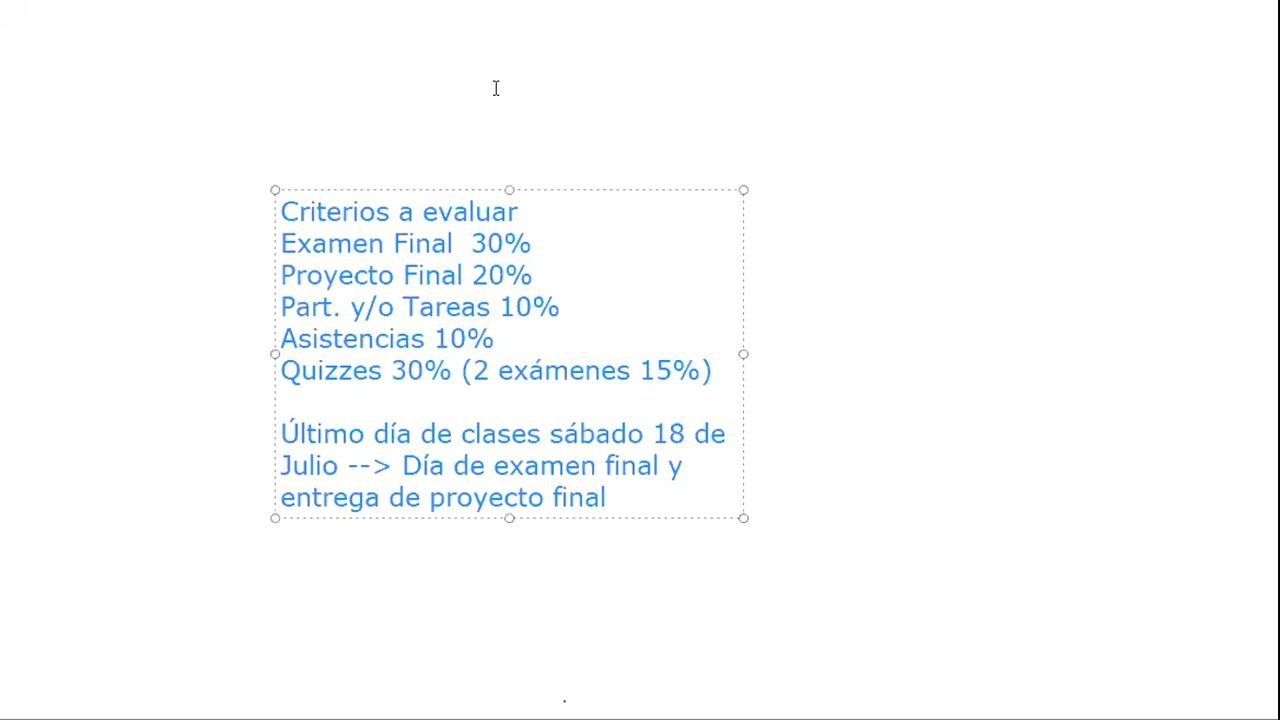 Criterios a evaluar
Examen Final  30%
Proyecto Final 20%
Part. y/o Tareas 10%
Asistencias 10%
Quizzes 30% (2 exámenes 15%)
Último día de clases sábado 18 de
Julio --> Día de examen final y
entrega de proyecto final